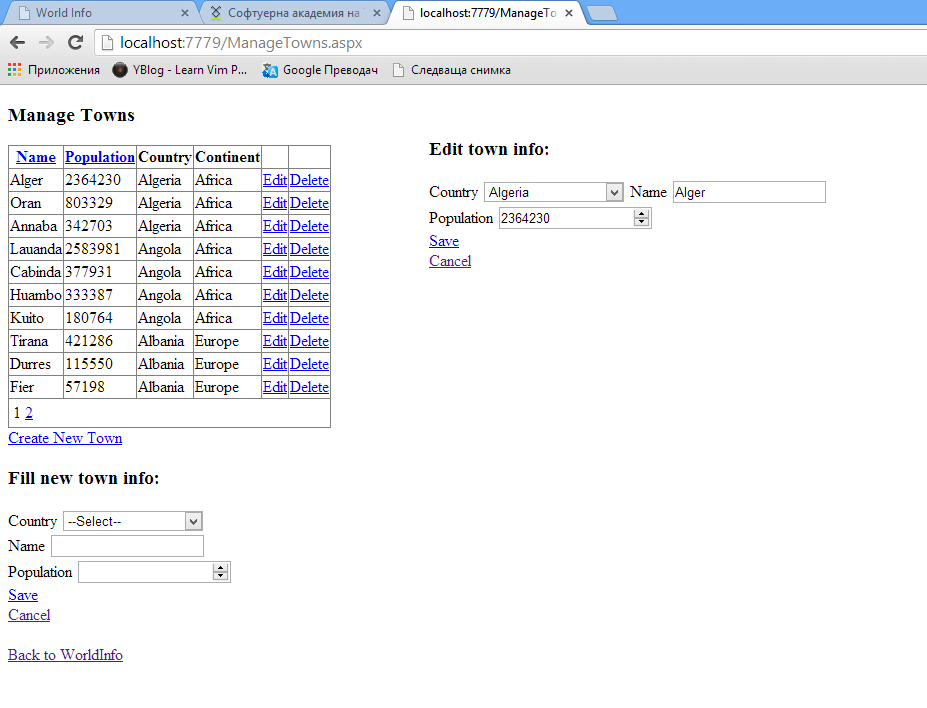 World Info
Софтуерна академия на
localhost:7779/ManageTo
localhost:7779/ManageTowns.aspx
Приложения YBlog - Learn Vim P... Google Преводач Следваща снимка
Manage Towns
Name Population Country Continent
Alger 2364230 Algeria Africa Edit Delete
Oran 803329 Algeria Africa Edit Delete
Annaba 342703 Algeria Africa Edit Delete
Lauanda 2583981 Angola Africa Edit Delete
Cabinda 377931 Angola Africa Edit Delete
Huambo 333387 Angola Africa Edit Delete
Kuito 180764 Angola Africa Edit Delete
Tirana 421286 Albania Europe Edit Delete
Durres 115550 Albania Europe Edit Delete
Fier 57198 Albania Europe Edit Delete
1 2
Create New Town
Edit town info:
Country Algeria Name Alger
Population 2364230
Save
Cancel
Fill new town info:
Country --Select--
Name
Population
Save
Cancel
Back to WorldInfo